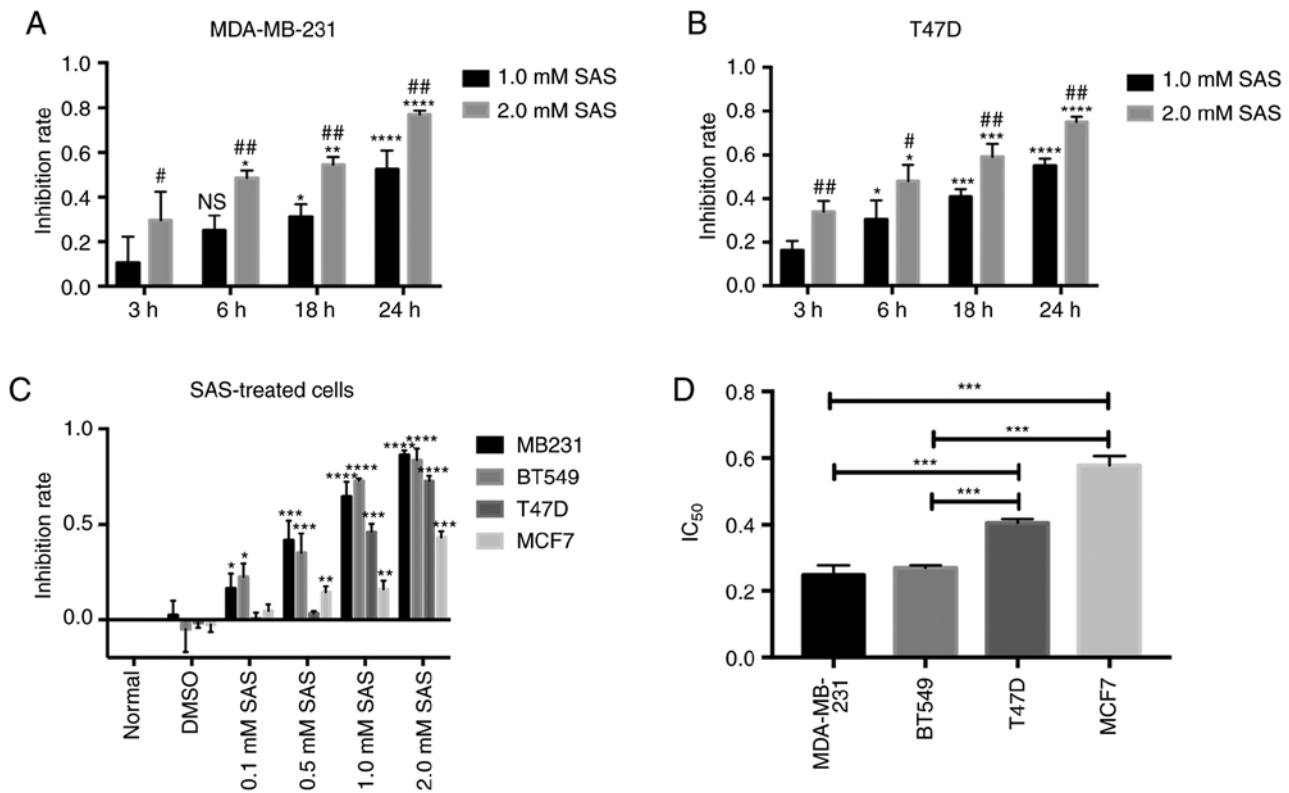 A
MDA-MB-231
Inhibition rate
1.0
0.8
0.6
0.4
0.2
0.0
#
NS
##
*
*
##
**
****
##
****
3 h
6 h
18 h
24 h
1.0 mM SAS
2.0 mM SAS
B
T47D
Inhibition rate
1.0
0.8
0.6
0.4
0.2
0.0
##
*
#
*
***
##
***
****
##
****
3 h
6 h
18 h
24 h
1.0 mM SAS
2.0 mM SAS
C
SAS-treated cells
Inhibition rate
1.0
0.5
0.0
* *
*** *** **
**** **** *** **
**** **** **** ***
Normal
DMSO
0.1 mM SAS
0.5 mM SAS
1.0 mM SAS
2.0 mM SAS
MB231
BT549
T47D
MCF7
D
IC50
0.8
0.6
0.4
0.2
0.0
***
***
***
***
MDA-MB-
231
BT549
T47D
MCF7